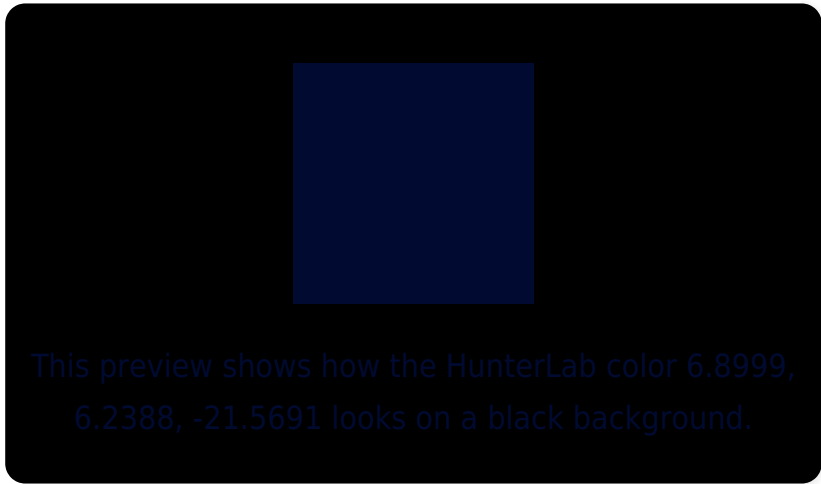 This preview shows how the HunterLab color 6.8999,
6.2388, -21.5691 looks on a black background.